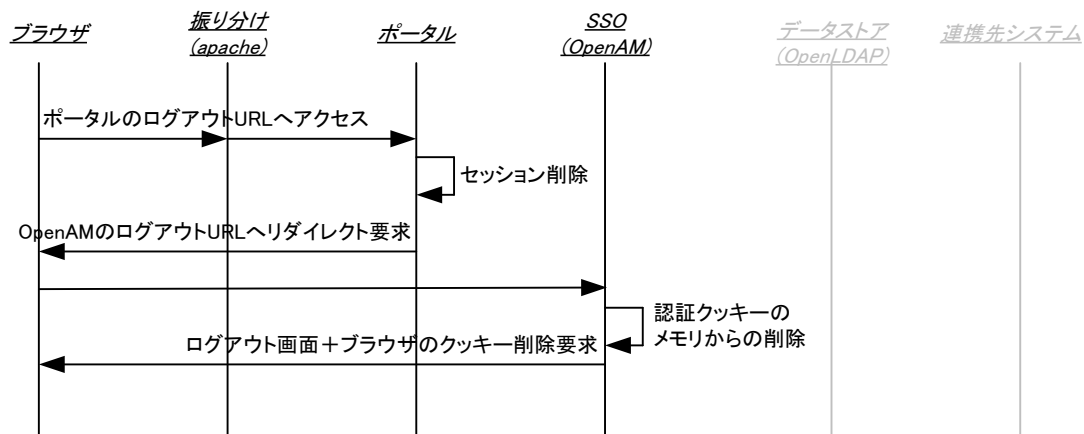 ブラウザ
振り分け
(apache)
ポータル
SSO
(OpenAM)
データストア
(OpenLDAP)
連携先システム
ポータルのログアウトURLへアクセス
セッション削除
OpenAMのログアウトURLへリダイレクト要求
認証クッキーの
メモリからの削除
ログアウト画面＋ブラウザのクッキー削除要求